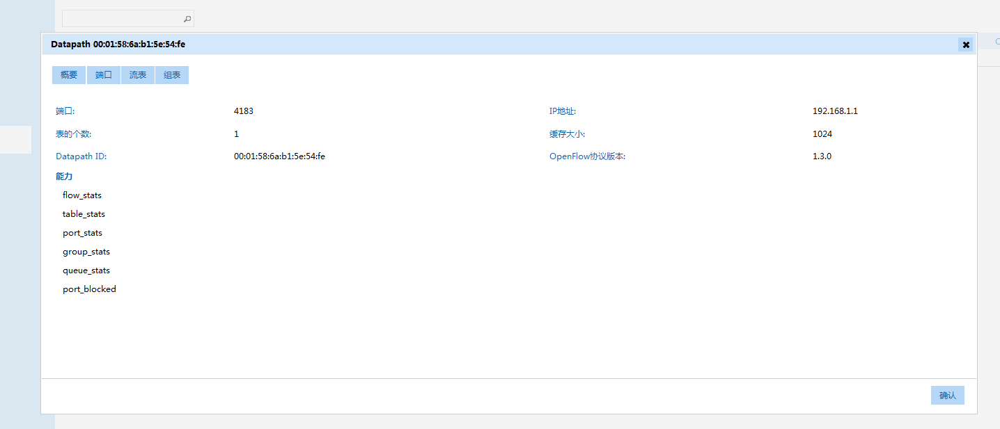 Datapath 00:01:58:6a:b1:5e:54:fe
概要 端口 流表 组表
端口: 4183 IP地址: 192.168.1.1
表的个数: 1 缓存大小: 1024
Datapath ID: 00:01:58:6a:b1:5e:54:fe OpenFlow协议版本: 1.3.0
能力
flow_stats
table_stats
port_stats
group_stats
queue_stats
port_blocked
确认